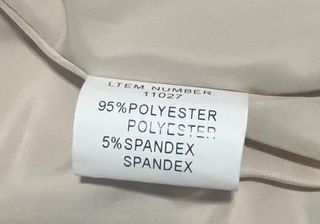 LTEM NUMBER.
11027
95%POLYESTER
POLYESTER
5%SPANDEX
SPANDEX